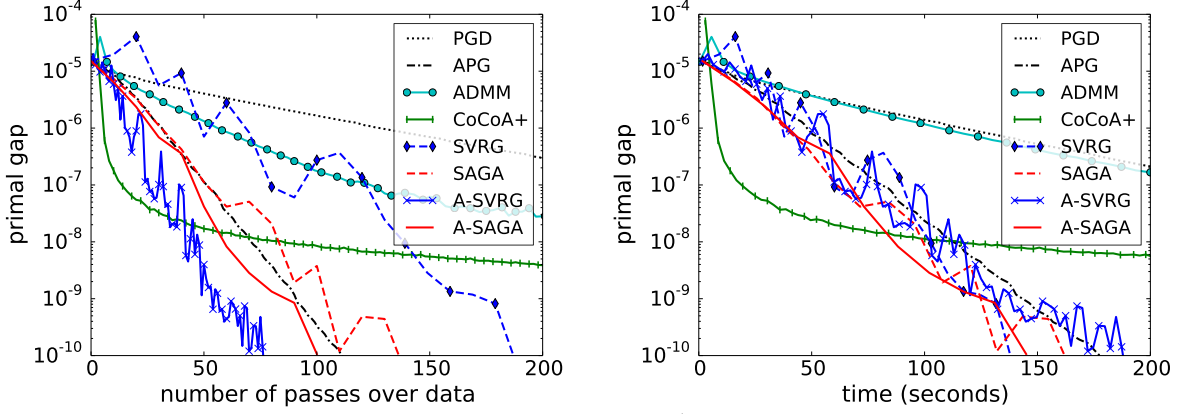 10^-4
10^-5
10^-6
10^-7
10^-8
10^-9
10^-10
primal gap
0
50
100
150
200
number of passes over data
PGD
APG
ADMM
CoCoA+
SVRG
SAGA
A-SVRG
A-SAGA
10^-4
10^-5
10^-6
10^-7
10^-8
10^-9
10^-10
primal gap
0
50
100
150
200
time (seconds)
PGD
APG
ADMM
CoCoA+
SVRG
SAGA
A-SVRG
A-SAGA